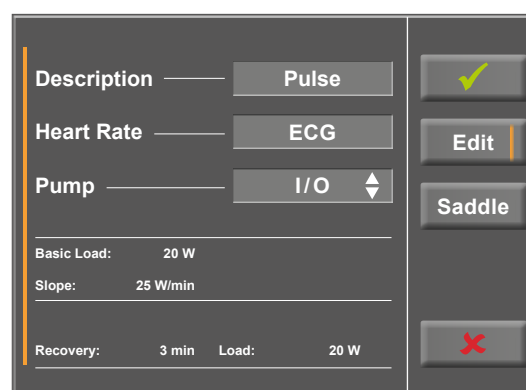 Description Pulse
Heart Rate ECG
Pump I/O
Basic Load: 20 W
Slope: 25 W/min
Recovery: 3 min Load: 20 W
Edit
Saddle